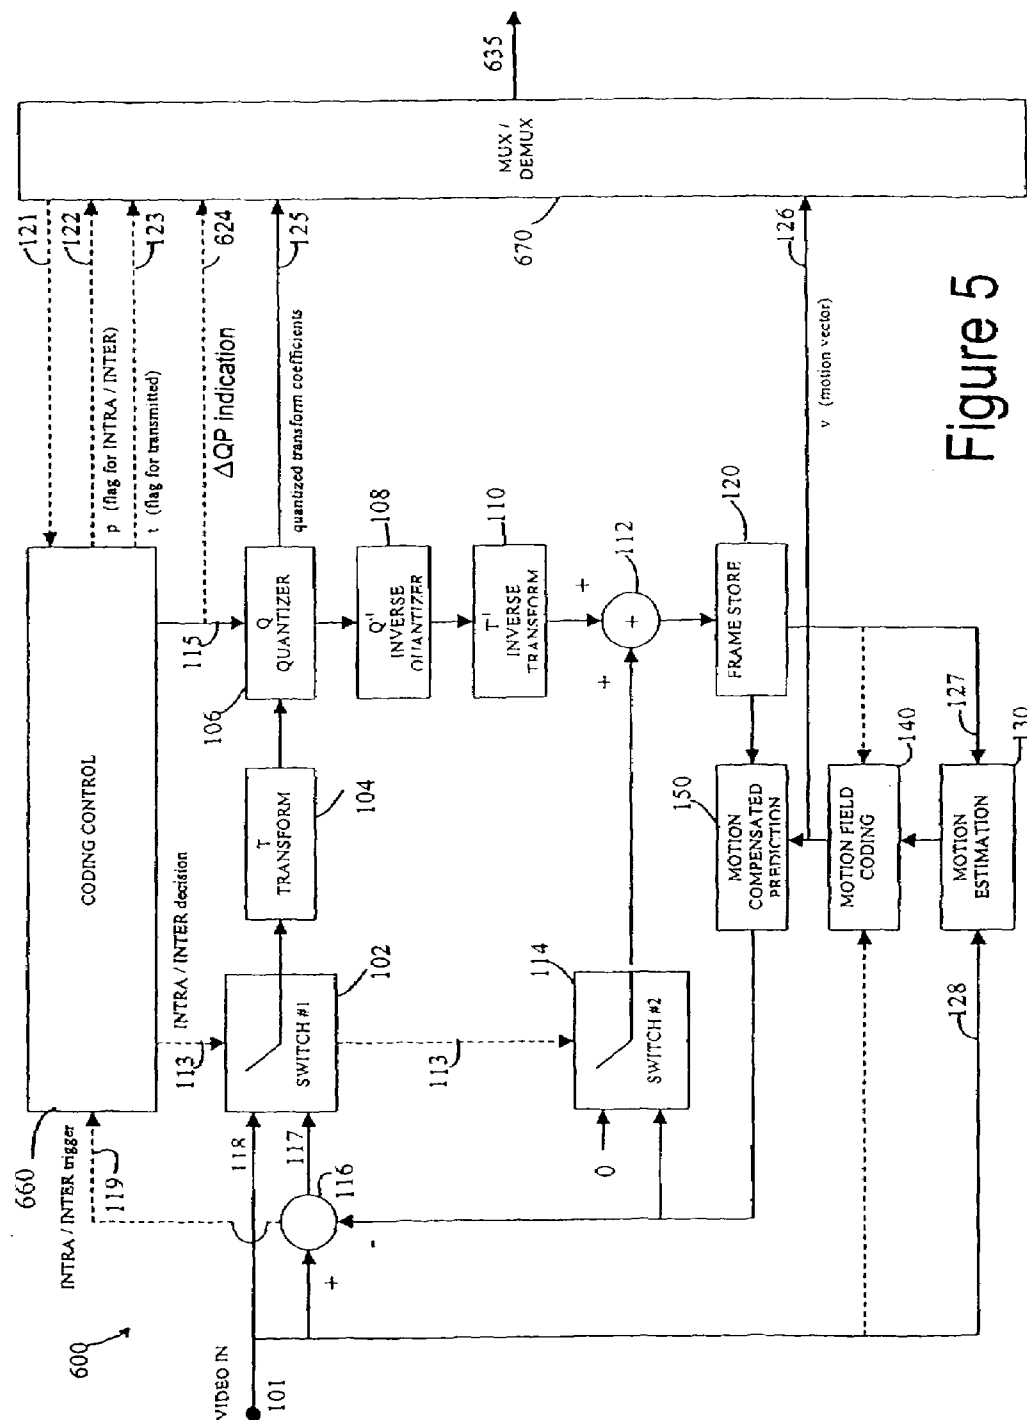 600
VIDEO IN
101
INTRA / INTER trigger
119
660
CODING CONTROL
121
122
p (flag for INTRA / INTER)
123
t (flag for transmitted)
624
ΔQP indication
115
INTRA / INTER decision
113
118
117
116
+
-
SWITCH #1
102
T
TRANSFORM
104
106
Q
QUANTIZER
125
quantized transform coefficients
Q⁻¹
INVERSE
QUANTIZER
108
T⁻¹
INVERSE
TRANSFORM
110
113
0
SWITCH #2
114
+
+
+
112
FRAME STORE
120
MOTION
COMPENSATED
PREDICTION
150
MOTION FIELD
CODING
140
MOTION
ESTIMATION
130
127
128
v (motion vector)
126
MUX /
DEMUX
670
635
Figure 5